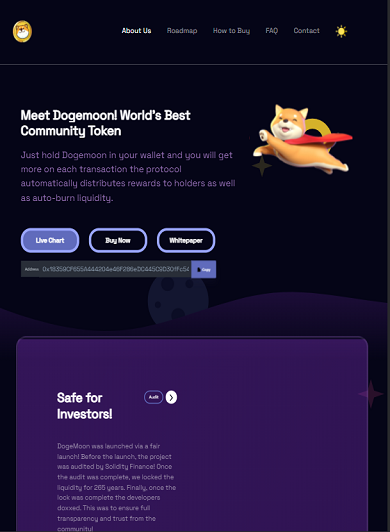 About Us Roadmap How to Buy FAQ Contact
Meet Dogemoon! World's Best
Community Token
Just hold Dogemoon in your wallet and you will get
more on each transaction the protocol
automatically distributes rewards to holders as well
as auto-burn liquidity.
Live Chart Buy Now Whitepaper
Address Copy
Safe for
Investors!
Audit
DogeMoon was launched via a fair
launch! Before the launch, the project
was audited by Solidity Finance! Once
the audit was complete, we locked the
liquidity for 265 years. Finally, once the
lock was complete the developers
doxxed. This was to ensure full
transparency and trust from the
community!